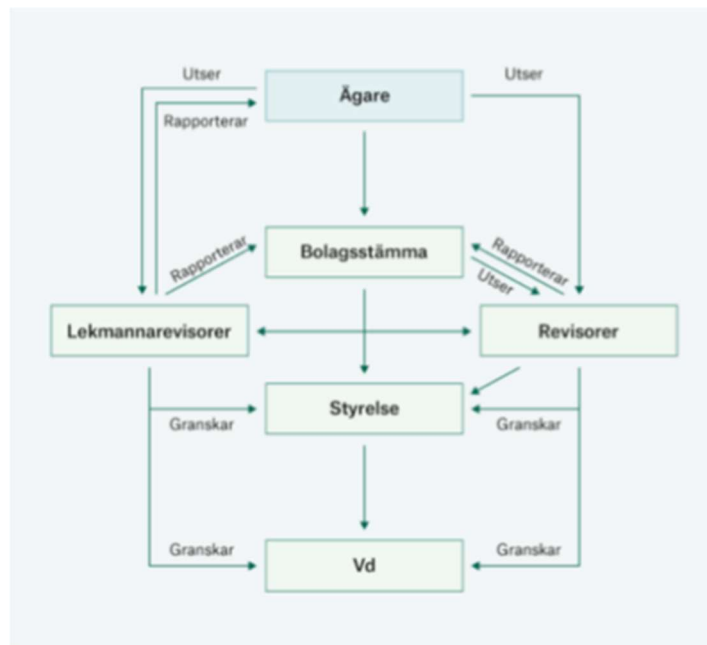 Utser
Utser
Ägare
Rapporterar
Rapporterar
Bolagsstämma
Rapporterar
Utser
Lekmannarevisorer
Revisorer
Styrelse
Granskar
Granskar
Granskar
Granskar
Vd